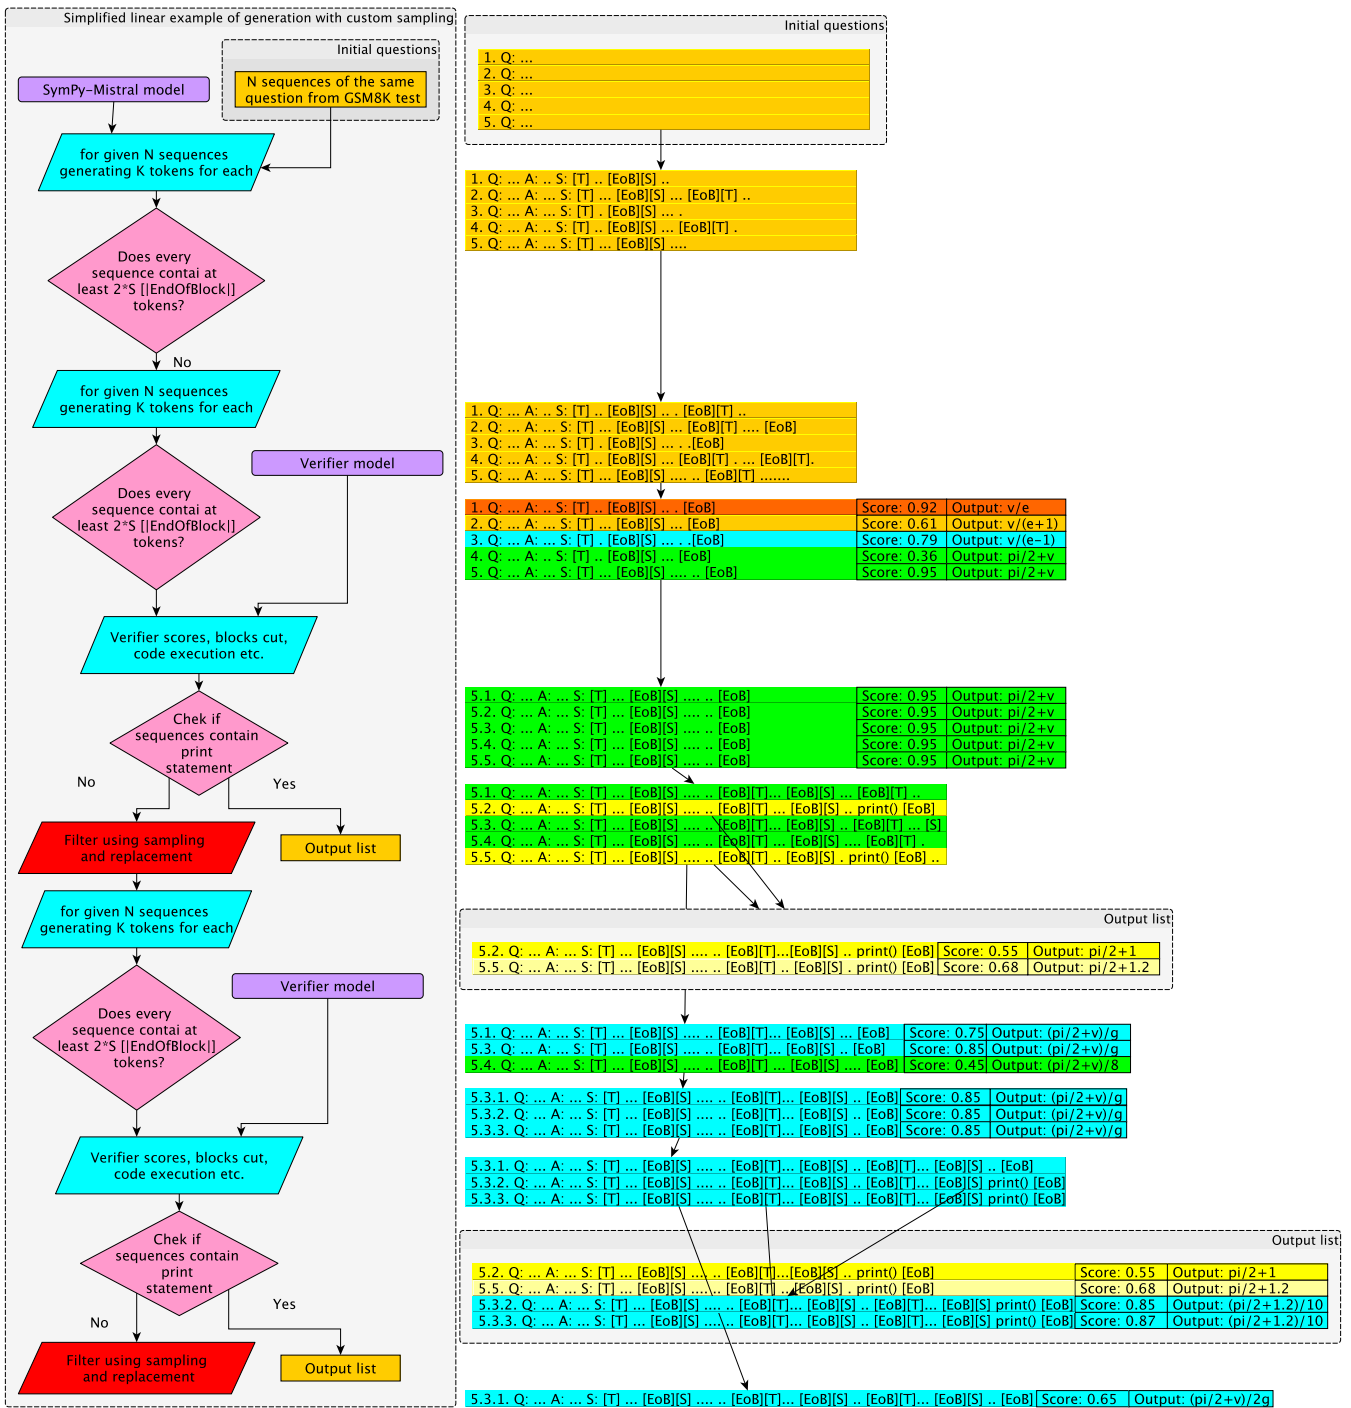 Simplified linear example of generation with custom sampling
Initial questions
SymPy-Mistral model
N sequences of the same
question from GSM8K test
for given N sequences
generating K tokens for each
Does every
sequence contai at
least 2*S [|EndOfBlock|]
tokens?
No
for given N sequences
generating K tokens for each
Verifier model
Does every
sequence contai at
least 2*S [|EndOfBlock|]
tokens?
Verifier scores, blocks cut,
code execution etc.
Chek if
sequences contain
print
statement
No
Yes
Filter using sampling
and replacement
Output list
for given N sequences
generating K tokens for each
Verifier model
Does every
sequence contai at
least 2*S [|EndOfBlock|]
tokens?
Verifier scores, blocks cut,
code execution etc.
Chek if
sequences contain
print
statement
Yes
No
Filter using sampling
and replacement
Output list
Initial questions
1. Q: ...
2. Q: ...
3. Q: ...
4. Q: ...
5. Q: ...
1. Q: ... A: .. S: [T] .. [EoB][S] ..
2. Q: ... A: ... S: [T] ... [EoB][S] ... [EoB][T] ..
3. Q: ... A: ... S: [T] . [EoB][S] ... .
4. Q: ... A: .. S: [T] .. [EoB][S] ... [EoB][T] .
5. Q: ... A: ... S: [T] ... [EoB][S] ....
1. Q: ... A: .. S: [T] .. [EoB][S] .. . [EoB][T] ..
2. Q: ... A: ... S: [T] ... [EoB][S] ... [EoB][T] .... [EoB]
3. Q: ... A: ... S: [T] . [EoB][S] ... . .[EoB]
4. Q: ... A: .. S: [T] .. [EoB][S] ... [EoB][T] . ... [EoB][T].
5. Q: ... A: ... S: [T] ... [EoB][S] .... .. [EoB][T] .......
1. Q: ... A: .. S: [T] .. [EoB][S] .. . [EoB] Score: 0.92 Output: v/e
2. Q: ... A: ... S: [T] ... [EoB][S] ... [EoB] Score: 0.61 Output: v/(e+1)
3. Q: ... A: ... S: [T] . [EoB][S] ... . .[EoB] Score: 0.79 Output: v/(e-1)
4. Q: ... A: .. S: [T] .. [EoB][S] ... [EoB] Score: 0.36 Output: pi/2+v
5. Q: ... A: ... S: [T] ... [EoB][S] .... .. [EoB] Score: 0.95 Output: pi/2+v
5.1. Q: ... A: ... S: [T] ... [EoB][S] .... .. [EoB] Score: 0.95 Output: pi/2+v
5.2. Q: ... A: ... S: [T] ... [EoB][S] .... .. [EoB] Score: 0.95 Output: pi/2+v
5.3. Q: ... A: ... S: [T] ... [EoB][S] .... .. [EoB] Score: 0.95 Output: pi/2+v
5.4. Q: ... A: ... S: [T] ... [EoB][S] .... .. [EoB] Score: 0.95 Output: pi/2+v
5.5. Q: ... A: ... S: [T] ... [EoB][S] .... .. [EoB] Score: 0.95 Output: pi/2+v
5.1. Q: ... A: ... S: [T] ... [EoB][S] .... .. [EoB][T]... [EoB][S] ... [EoB][T] ..
5.2. Q: ... A: ... S: [T] ... [EoB][S] .... .. [EoB][T] ... [EoB][S] .. print() [EoB]
5.3. Q: ... A: ... S: [T] ... [EoB][S] .... .. [EoB][T]... [EoB][S] .. [EoB][T] ... [S]
5.4. Q: ... A: ... S: [T] ... [EoB][S] .... .. [EoB][T] ... [EoB][S] .... [EoB][T] .
5.5. Q: ... A: ... S: [T] ... [EoB][S] .... .. [EoB][T] .. [EoB][S] . print() [EoB] ..
Output list
5.2. Q: ... A: ... S: [T] ... [EoB][S] .... .. [EoB][T]...[EoB][S] .. print() [EoB] Score: 0.55 Output: pi/2+1
5.5. Q: ... A: ... S: [T] ... [EoB][S] .... .. [EoB][T] .. [EoB][S] . print() [EoB] Score: 0.68 Output: pi/2+1.2
5.1. Q: ... A: ... S: [T] ... [EoB][S] .... .. [EoB][T]... [EoB][S] ... [EoB] Score: 0.75 Output: (pi/2+v)/g
5.3. Q: ... A: ... S: [T] ... [EoB][S] .... .. [EoB][T]... [EoB][S] .. [EoB] Score: 0.85 Output: (pi/2+v)/g
5.4. Q: ... A: ... S: [T] ... [EoB][S] .... .. [EoB][T] ... [EoB][S] .... [EoB] Score: 0.45 Output: (pi/2+v)/8
5.3.1. Q: ... A: ... S: [T] ... [EoB][S] .... .. [EoB][T]... [EoB][S] .. [EoB] Score: 0.85 Output: (pi/2+v)/g
5.3.2. Q: ... A: ... S: [T] ... [EoB][S] .... .. [EoB][T]... [EoB][S] .. [EoB] Score: 0.85 Output: (pi/2+v)/g
5.3.3. Q: ... A: ... S: [T] ... [EoB][S] .... .. [EoB][T]... [EoB][S] .. [EoB] Score: 0.85 Output: (pi/2+v)/g
5.3.1. Q: ... A: ... S: [T] ... [EoB][S] .... .. [EoB][T]... [EoB][S] .. [EoB][T]... [EoB][S] .. [EoB]
5.3.2. Q: ... A: ... S: [T] ... [EoB][S] .... .. [EoB][T]... [EoB][S] .. [EoB][T]... [EoB][S] print() [EoB]
5.3.3. Q: ... A: ... S: [T] ... [EoB][S] .... .. [EoB][T]... [EoB][S] .. [EoB][T]... [EoB][S] print() [EoB]
Output list
5.2. Q: ... A: ... S: [T] ... [EoB][S] .... .. [EoB][T]...[EoB][S] .. print() [EoB] Score: 0.55 Output: pi/2+1
5.5. Q: ... A: ... S: [T] ... [EoB][S] .... .. [EoB][T] .. [EoB][S] . print() [EoB] Score: 0.68 Output: pi/2+1.2
5.3.2. Q: ... A: ... S: [T] ... [EoB][S] .... .. [EoB][T]... [EoB][S] .. [EoB][T]... [EoB][S] print() [EoB] Score: 0.85 Output: (pi/2+1.2)/10
5.3.3. Q: ... A: ... S: [T] ... [EoB][S] .... .. [EoB][T]... [EoB][S] .. [EoB][T]... [EoB][S] print() [EoB] Score: 0.87 Output: (pi/2+1.2)/10
5.3.1. Q: ... A: ... S: [T] ... [EoB][S] .... .. [EoB][T]... [EoB][S] .. [EoB][T]... [EoB][S] .. [EoB] Score: 0.65 Output: (pi/2+v)/2g